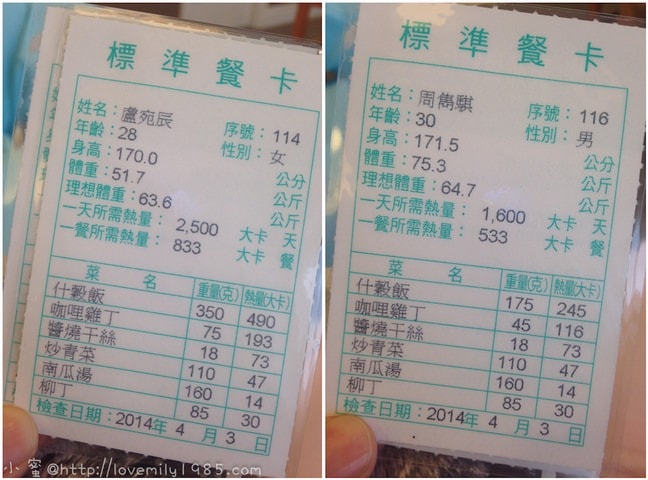 標準餐卡
姓名：盧宛辰 序號：114
年齡：28 性別：女
身高：170.0 公分
體重：51.7 公斤
理想體重：63.6 公斤
一天所需熱量： 2,500 大卡 天
一餐所需熱量： 833 大卡 餐
菜 名 重量(克) 熱量(大卡)
什穀飯 350 490
咖哩雞丁 75 193
醬燒干絲 18 73
炒青菜 110 47
南瓜湯 160 14
柳丁 85 30
檢查日期：2014年 4 月 3 日
標準餐卡
姓名：周雋騏 序號：116
年齡：30 性別：男
身高：171.5 公分
體重：75.3 公斤
理想體重：64.7 公斤
一天所需熱量： 1,600 大卡 天
一餐所需熱量： 533 大卡 餐
菜 名 重量(克) 熱量(大卡)
什穀飯 175 245
咖哩雞丁 45 116
醬燒干絲 18 73
炒青菜 110 47
南瓜湯 160 14
柳丁 85 30
檢查日期：2014年 4 月 3 日
小蜜 @http://lovemily1985.com